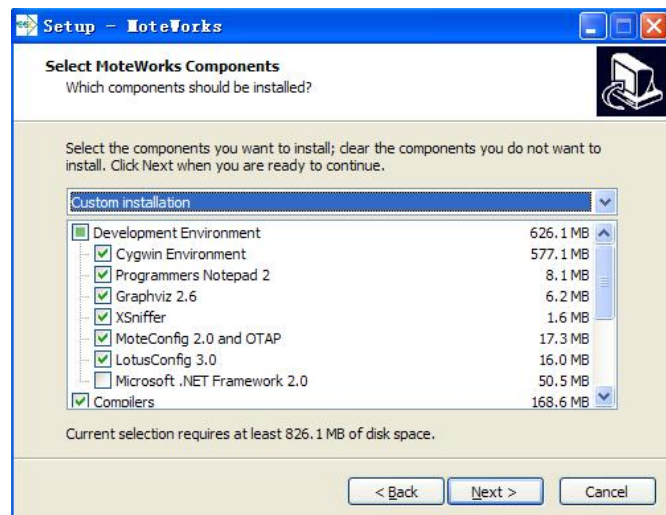 Setup - MoteWorks
Select MoteWorks Components
Which components should be installed?
Select the components you want to install; clear the components you do not want to
install. Click Next when you are ready to continue.
Custom installation
Development Environment 626.1 MB
Cygwin Environment 577.1 MB
Programmers Notepad 2 8.1 MB
Graphviz 2.6 6.2 MB
XSniffer 1.6 MB
MoteConfig 2.0 and OTAP 17.3 MB
LotusConfig 3.0 16.0 MB
Microsoft .NET Framework 2.0 50.5 MB
Compilers 168.6 MB
Current selection requires at least 826.1 MB of disk space.
< Back Next > Cancel